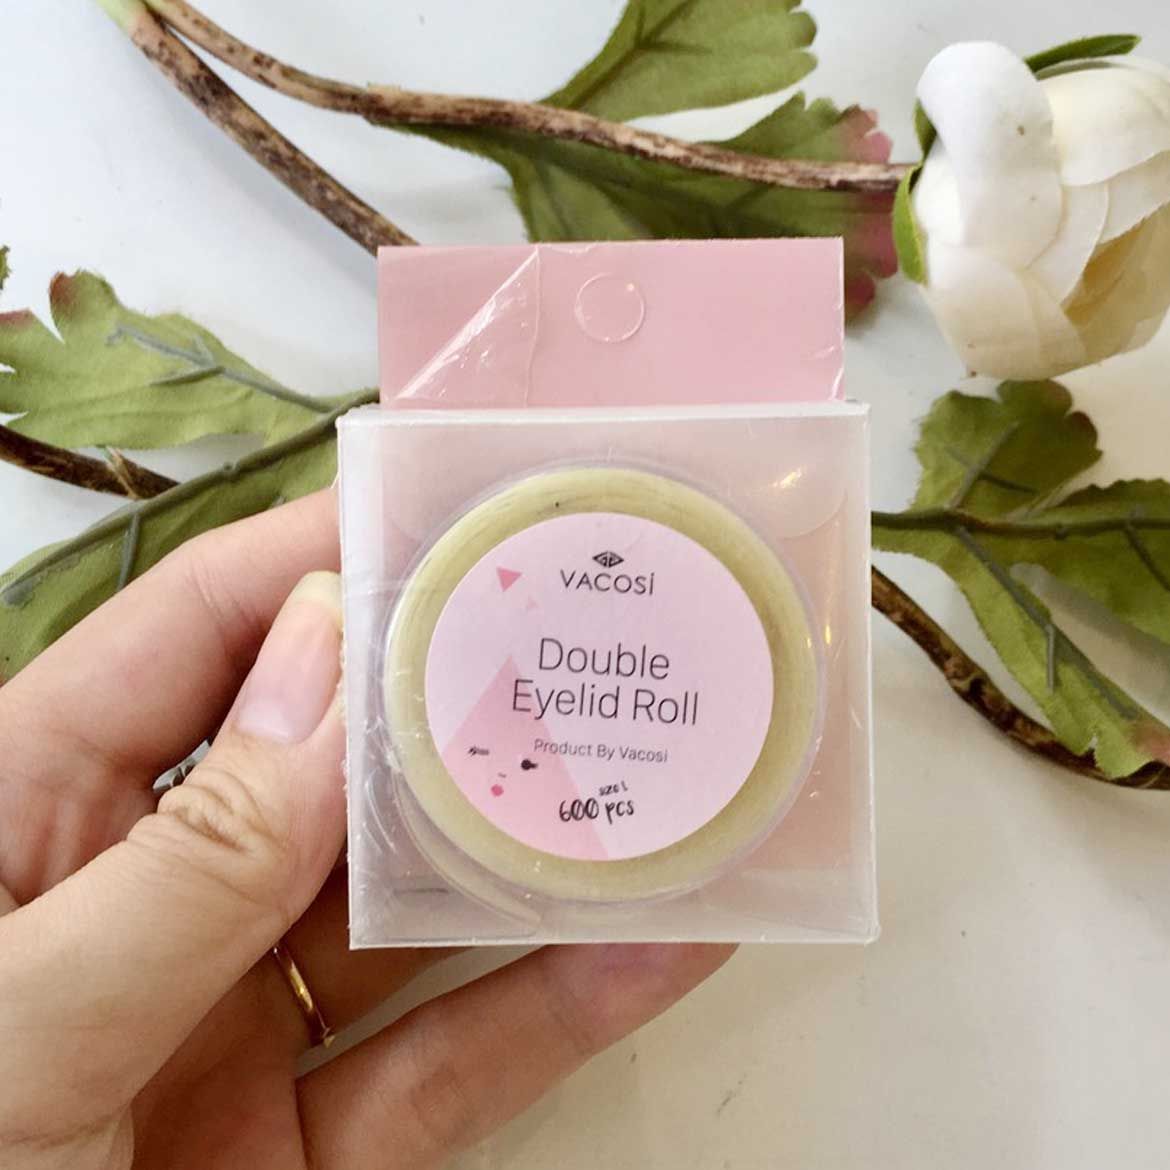 VACOSI
Double
Eyelid Roll
Product By Vacosi
size L
600 pcs